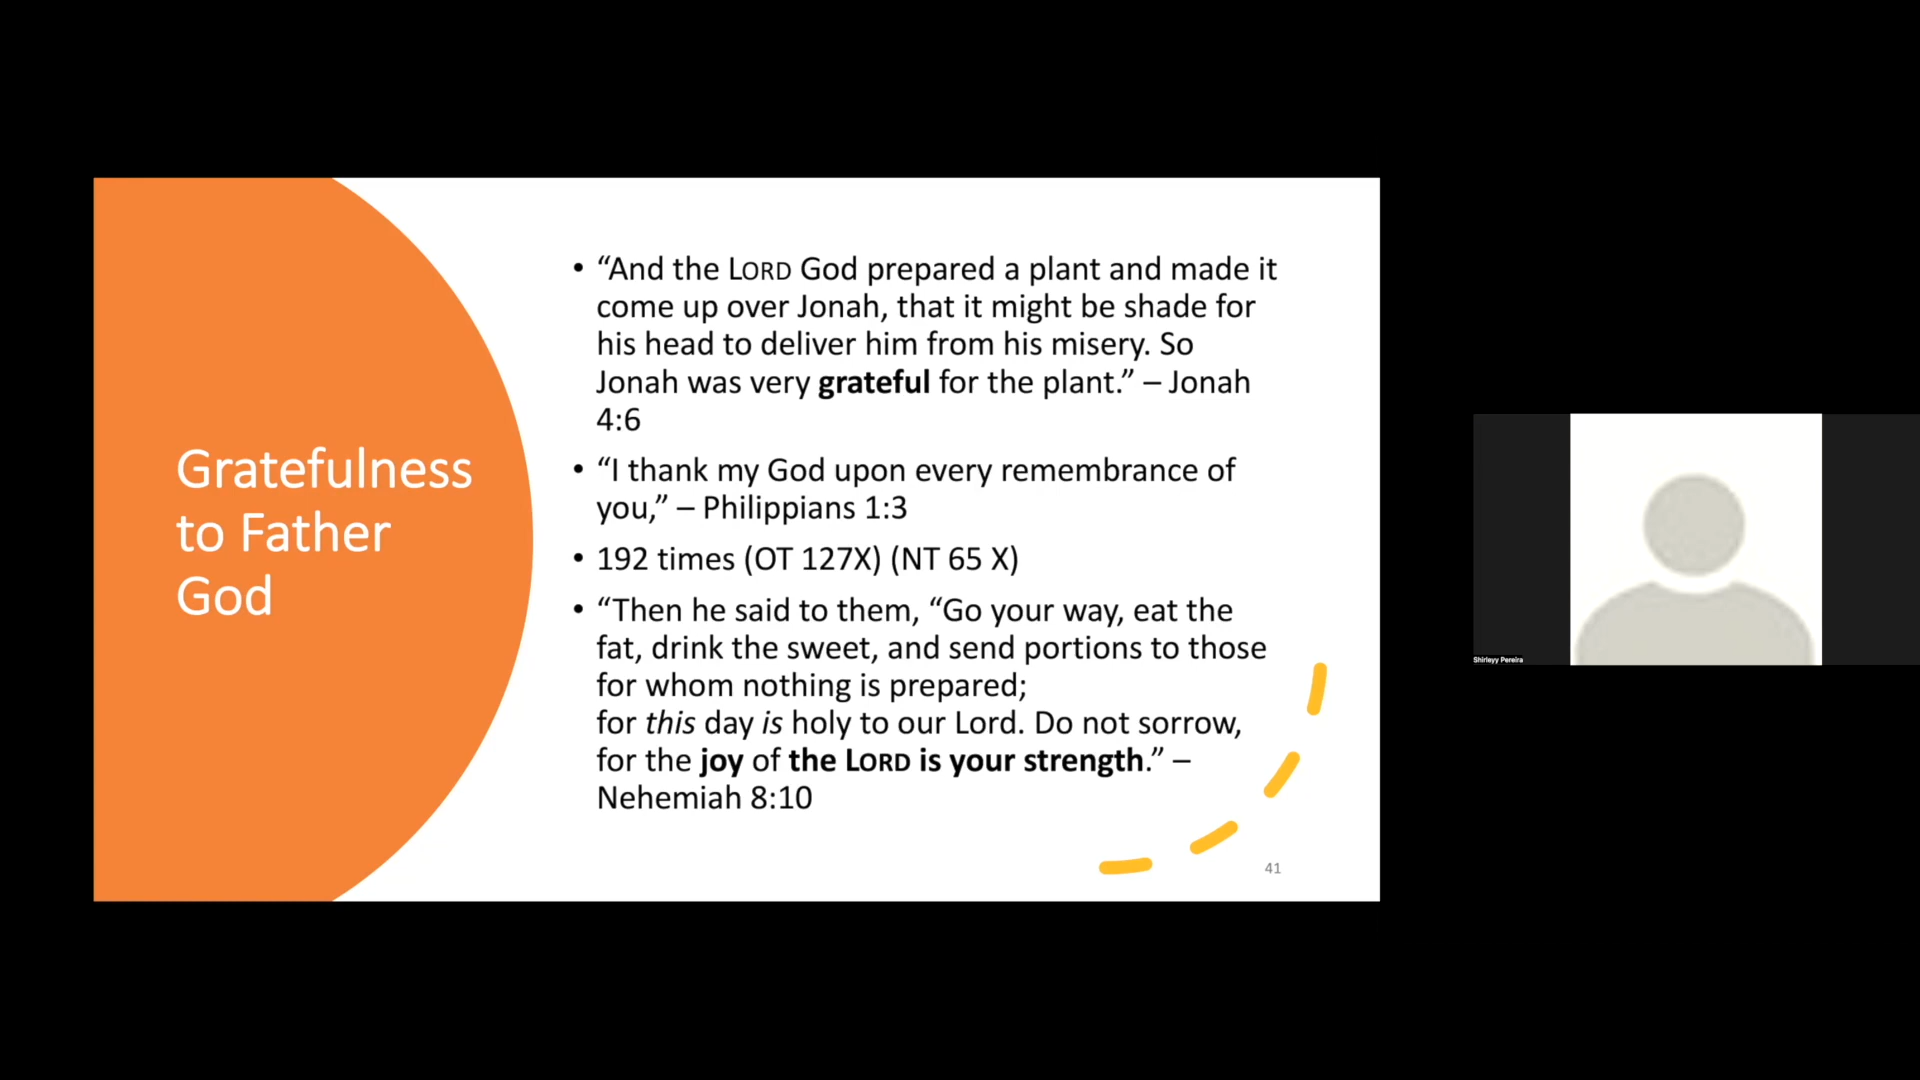 Gratefulness
to Father
God
• “And the LORD God prepared a plant and made it
come up over Jonah, that it might be shade for
his head to deliver him from his misery. So
Jonah was very grateful for the plant.” – Jonah
4:6
• “I thank my God upon every remembrance of
you,” – Philippians 1:3
• 192 times (OT 127X) (NT 65 X)
• “Then he said to them, “Go your way, eat the
fat, drink the sweet, and send portions to those
for whom nothing is prepared;
for this day is holy to our Lord. Do not sorrow,
for the joy of the LORD is your strength.” –
Nehemiah 8:10
41
Shirleyy Pereira